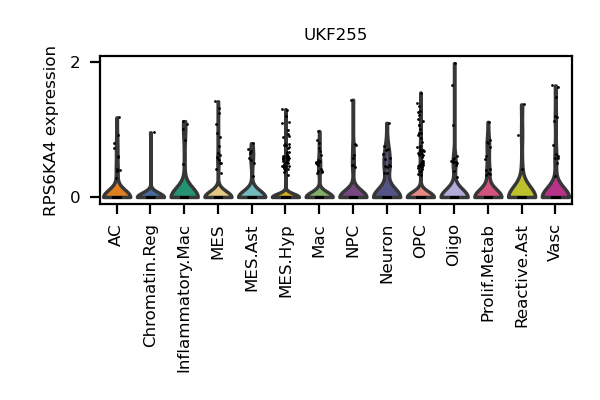 UKF255
RPS6KA4 expression
2
0
AC
Chromatin.Reg
Inflammatory.Mac
MES
MES.Ast
MES.Hyp
Mac
NPC
Neuron
OPC
Oligo
Prolif.Metab
Reactive.Ast
Vasc